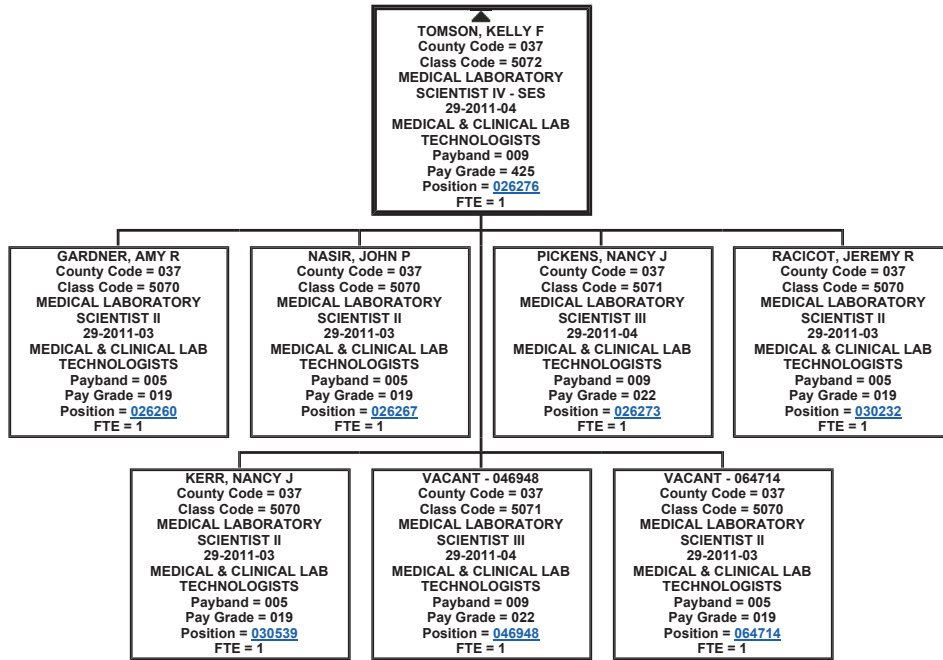 TOMSON, KELLY F
County Code = 037
Class Code = 5072
MEDICAL LABORATORY
SCIENTIST IV - SES
29-2011-04
MEDICAL & CLINICAL LAB
TECHNOLOGISTS
Payband = 009
Pay Grade = 425
Position = 026276
FTE = 1
GARDNER, AMY R
County Code = 037
Class Code = 5070
MEDICAL LABORATORY
SCIENTIST II
29-2011-03
MEDICAL & CLINICAL LAB
TECHNOLOGISTS
Payband = 005
Pay Grade = 019
Position = 026260
FTE = 1
NASIR, JOHN P
County Code = 037
Class Code = 5070
MEDICAL LABORATORY
SCIENTIST II
29-2011-03
MEDICAL & CLINICAL LAB
TECHNOLOGISTS
Payband = 005
Pay Grade = 019
Position = 026267
FTE = 1
PICKENS, NANCY J
County Code = 037
Class Code = 5071
MEDICAL LABORATORY
SCIENTIST III
29-2011-04
MEDICAL & CLINICAL LAB
TECHNOLOGISTS
Payband = 009
Pay Grade = 022
Position = 026273
FTE = 1
RACICOT, JEREMY R
County Code = 037
Class Code = 5070
MEDICAL LABORATORY
SCIENTIST II
29-2011-03
MEDICAL & CLINICAL LAB
TECHNOLOGISTS
Payband = 005
Pay Grade = 019
Position = 030232
FTE = 1
KERR, NANCY J
County Code = 037
Class Code = 5070
MEDICAL LABORATORY
SCIENTIST II
29-2011-03
MEDICAL & CLINICAL LAB
TECHNOLOGISTS
Payband = 005
Pay Grade = 019
Position = 030539
FTE = 1
VACANT - 046948
County Code = 037
Class Code = 5071
MEDICAL LABORATORY
SCIENTIST III
29-2011-04
MEDICAL & CLINICAL LAB
TECHNOLOGISTS
Payband = 009
Pay Grade = 022
Position = 046948
FTE = 1
VACANT - 064714
County Code = 037
Class Code = 5070
MEDICAL LABORATORY
SCIENTIST II
29-2011-03
MEDICAL & CLINICAL LAB
TECHNOLOGISTS
Payband = 005
Pay Grade = 019
Position = 064714
FTE = 1